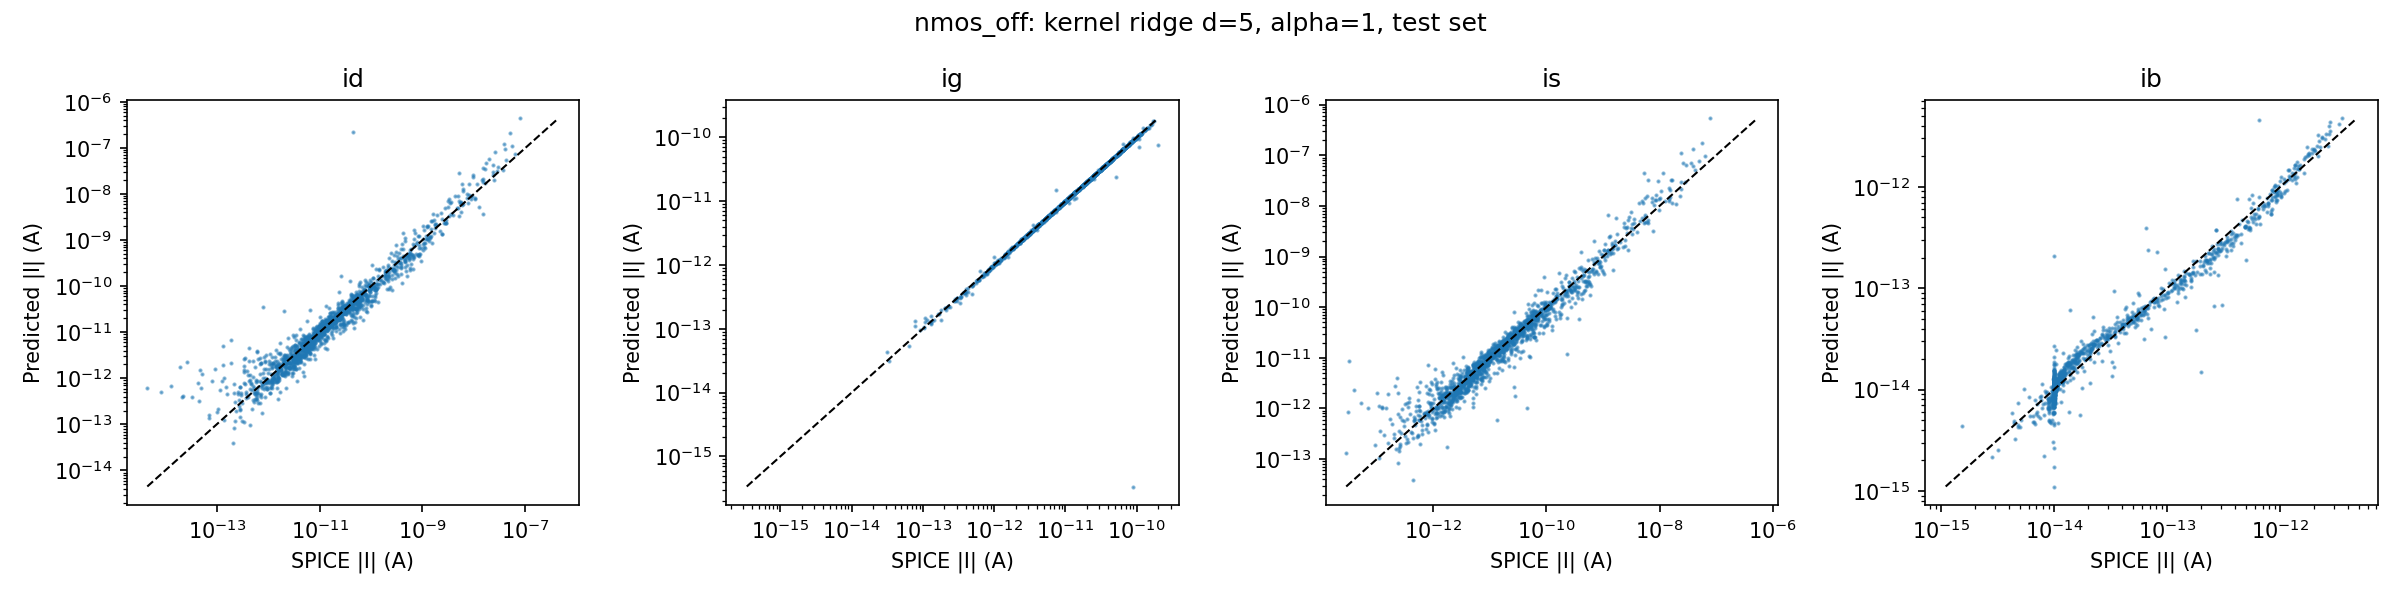 nmos_off: kernel ridge d=5, alpha=1, test set
id
Predicted |I| (A)
10⁻⁶
10⁻⁷
10⁻⁸
10⁻⁹
10⁻¹⁰
10⁻¹¹
10⁻¹²
10⁻¹³
10⁻¹⁴
10⁻¹³ 10⁻¹¹ 10⁻⁹ 10⁻⁷
SPICE |I| (A)
ig
Predicted |I| (A)
10⁻¹⁰
10⁻¹¹
10⁻¹²
10⁻¹³
10⁻¹⁴
10⁻¹⁵
10⁻¹⁵ 10⁻¹⁴ 10⁻¹³ 10⁻¹² 10⁻¹¹ 10⁻¹⁰
SPICE |I| (A)
is
Predicted |I| (A)
10⁻⁶
10⁻⁷
10⁻⁸
10⁻⁹
10⁻¹⁰
10⁻¹¹
10⁻¹²
10⁻¹³
10⁻¹² 10⁻¹⁰ 10⁻⁸ 10⁻⁶
SPICE |I| (A)
ib
Predicted |I| (A)
10⁻¹²
10⁻¹³
10⁻¹⁴
10⁻¹⁵
10⁻¹⁵ 10⁻¹⁴ 10⁻¹³ 10⁻¹²
SPICE |I| (A)